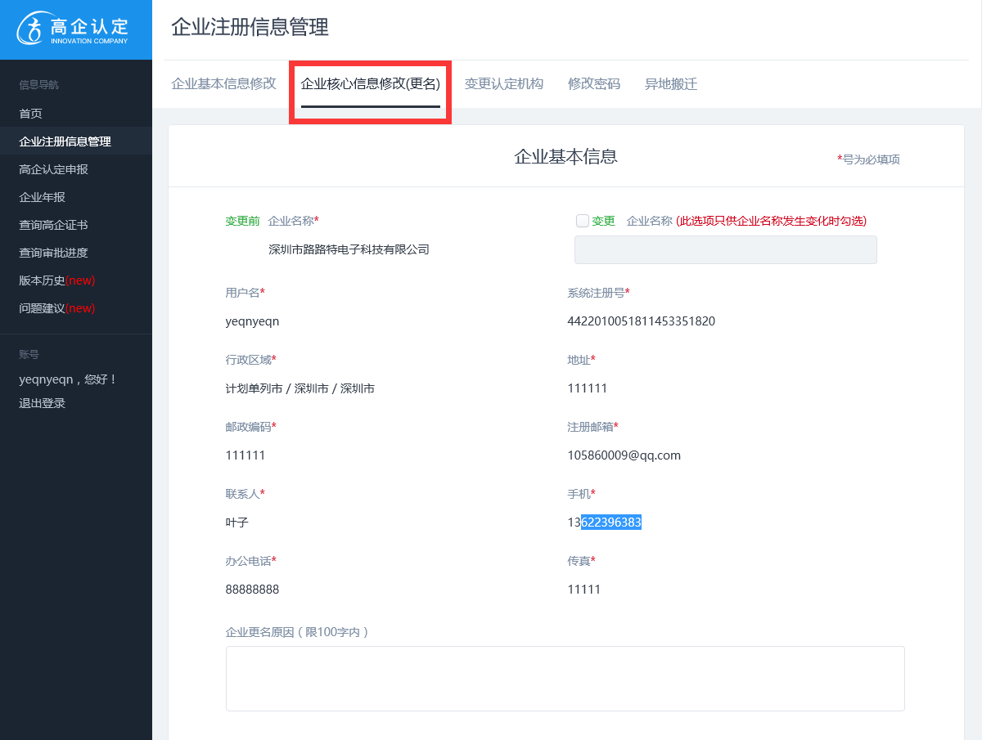 高企认定
INNOVATION COMPANY
信息导航
首页
企业注册信息管理
高企认定申报
企业年报
查询高企证书
查询审批进度
版本历史(new)
问题建议(new)
账号
yeqnyeqn，您好！
退出登录
企业注册信息管理
企业基本信息修改 企业核心信息修改(更名) 变更认定机构 修改密码 异地搬迁
企业基本信息
*号为必填项
变更前 企业名称*
深圳市路路特电子科技有限公司
变更 企业名称 (此选项只供企业名称发生变化时勾选)
用户名* 系统注册号*
yeqnyeqn 4422010051811453351820
行政区域* 地址*
计划单列市 / 深圳市 / 深圳市 111111
邮政编码* 注册邮箱*
111111 105860009@qq.com
联系人* 手机*
叶子 13622396383
办公电话* 传真*
88888888 11111
企业更名原因（限100字内）